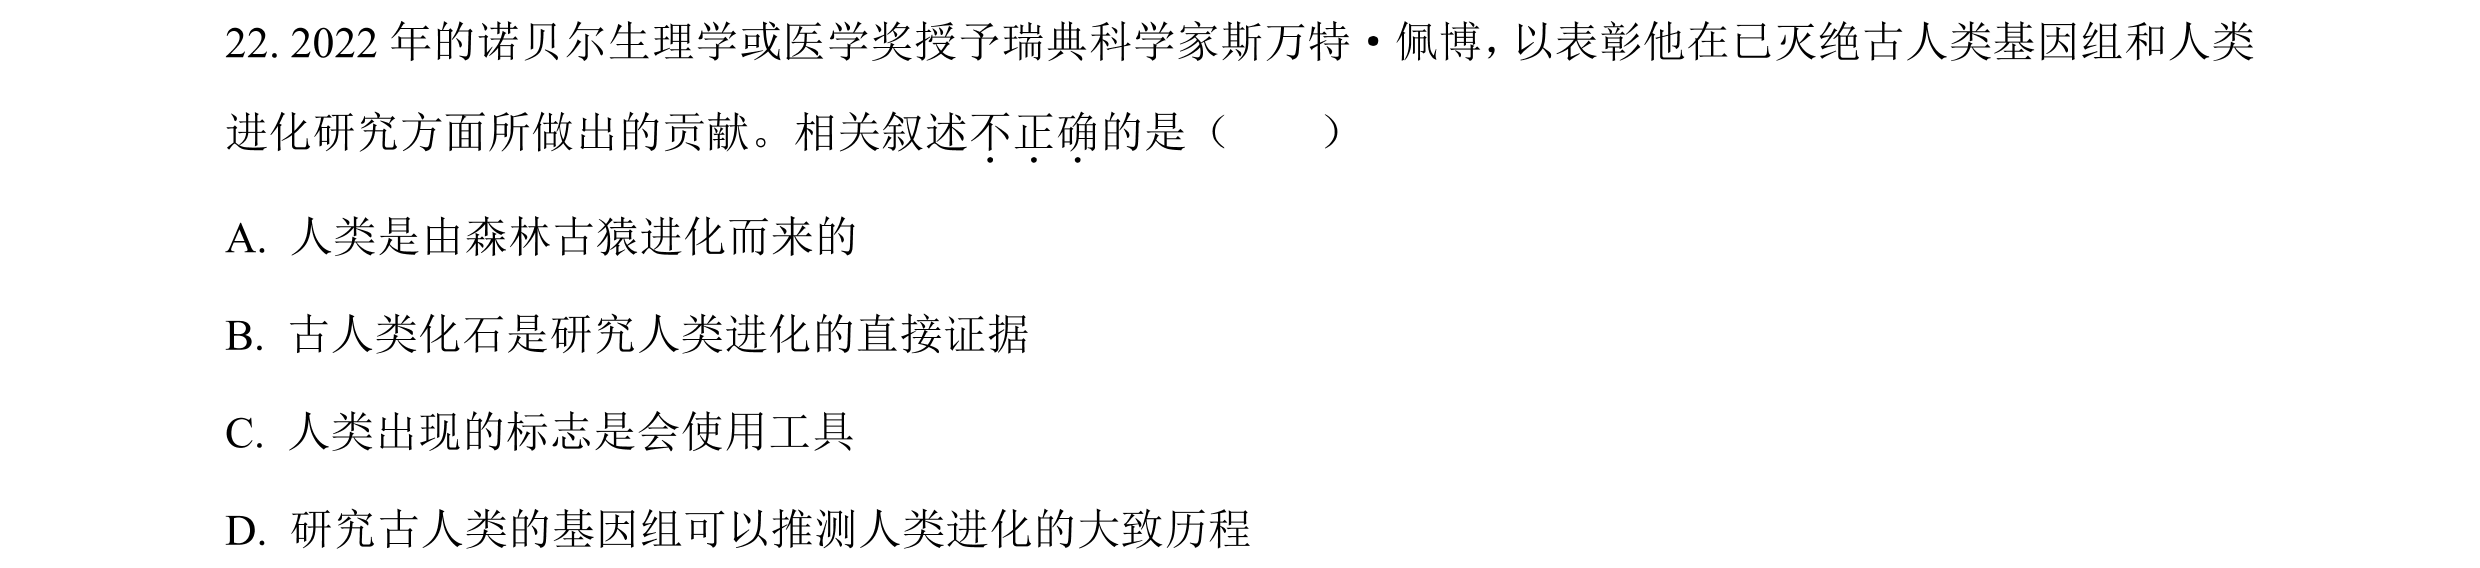 22. 2022 年的诺贝尔生理学或医学奖授予瑞典科学家斯万特·佩博，以表彰他在已灭绝古人类基因组和人类
进化研究方面所做出的贡献。相关叙述不正确的是（　　）
A. 人类是由森林古猿进化而来的
B. 古人类化石是研究人类进化的直接证据
C. 人类出现的标志是会使用工具
D. 研究古人类的基因组可以推测人类进化的大致历程